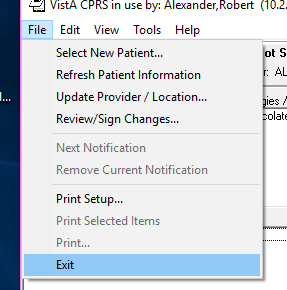 VistA CPRS in use by: Alexander,Robert (10.2
File Edit View Tools Help
Select New Patient...
Refresh Patient Information
Update Provider / Location...
Review/Sign Changes...
Next Notification
Remove Current Notification
Print Setup...
Print Selected Items
Print...
Exit
ot S
r: AL
gies /
colate